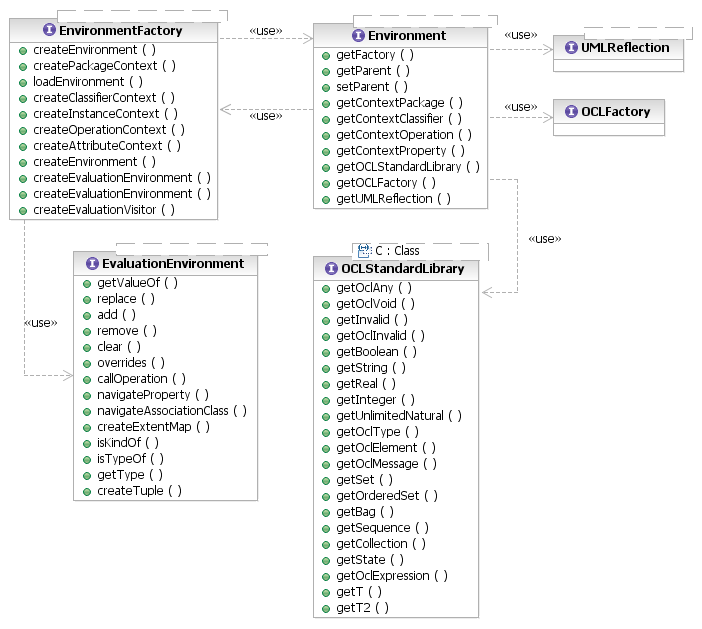 EnvironmentFactory
createEnvironment ( )
createPackageContext ( )
loadEnvironment ( )
createClassifierContext ( )
createInstanceContext ( )
createOperationContext ( )
createAttributeContext ( )
createEnvironment ( )
createEvaluationEnvironment ( )
createEvaluationEnvironment ( )
createEvaluationVisitor ( )
«use»
«use»
Environment
getFactory ( )
getParent ( )
setParent ( )
getContextPackage ( )
getContextClassifier ( )
getContextOperation ( )
getContextProperty ( )
getOCLStandardLibrary ( )
getOCLFactory ( )
getUMLReflection ( )
«use»
UMLReflection
«use»
OCLFactory
«use»
«use»
EvaluationEnvironment
getValueOf ( )
replace ( )
add ( )
remove ( )
clear ( )
overrides ( )
callOperation ( )
navigateProperty ( )
navigateAssociationClass ( )
createExtentMap ( )
isKindOf ( )
isTypeOf ( )
getType ( )
createTuple ( )
C : Class
OCLStandardLibrary
getOclAny ( )
getOclVoid ( )
getInvalid ( )
getOclInvalid ( )
getBoolean ( )
getString ( )
getReal ( )
getInteger ( )
getUnlimitedNatural ( )
getOclType ( )
getOclElement ( )
getOclMessage ( )
getSet ( )
getOrderedSet ( )
getBag ( )
getSequence ( )
getCollection ( )
getState ( )
getOclExpression ( )
getT ( )
getT2 ( )